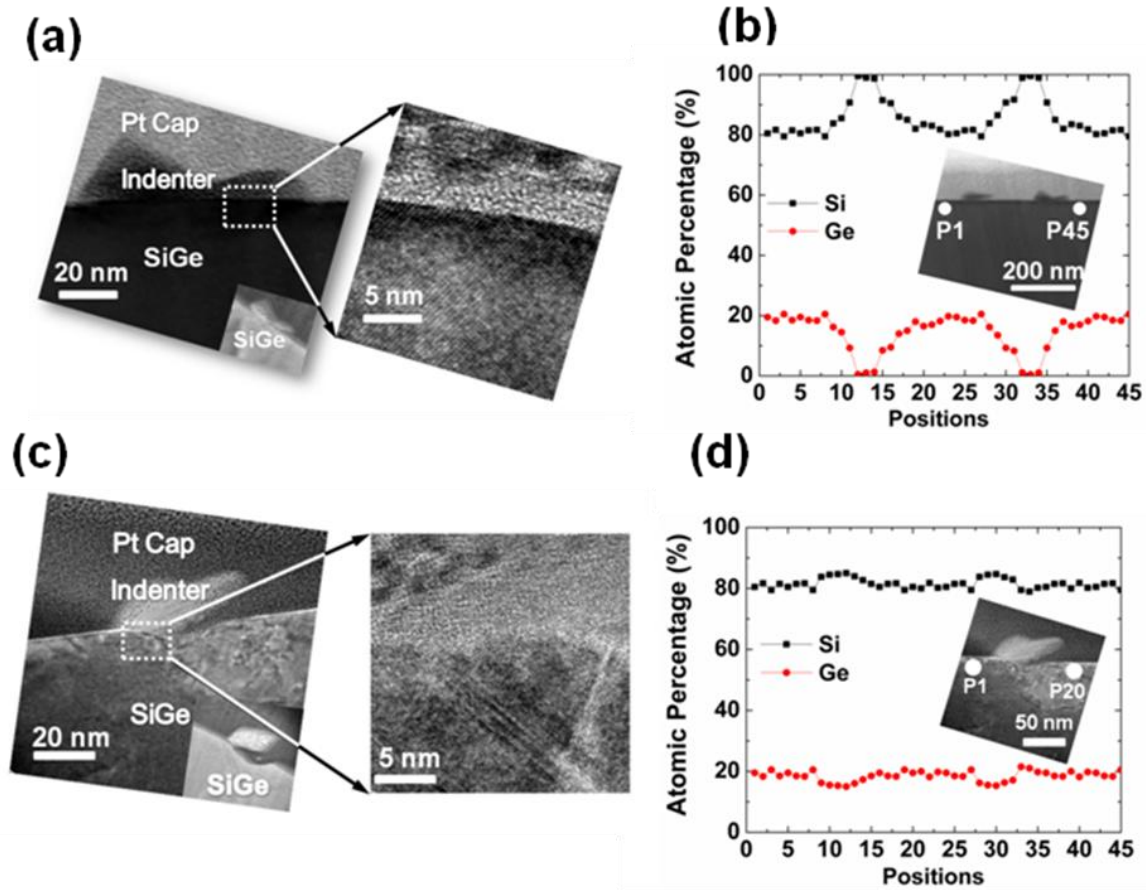 (a)
Pt Cap
Indenter
SiGe
20 nm
SiGe
5 nm
(b)
Atomic Percentage (%)
100
80
60
40
20
0
Si
Ge
P1
P45
200 nm
0 5 10 15 20 25 30 35 40 45
Positions
(c)
Pt Cap
Indenter
SiGe
20 nm
SiGe
5 nm
(d)
Atomic Percentage (%)
100
80
60
40
20
0
Si
Ge
P1
P20
50 nm
0 5 10 15 20 25 30 35 40 45
Positions